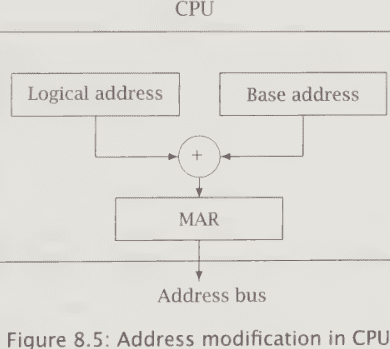 CPU
Logical address
Base address
+
MAR
Address bus
Figure 8.5: Address modification in CPU